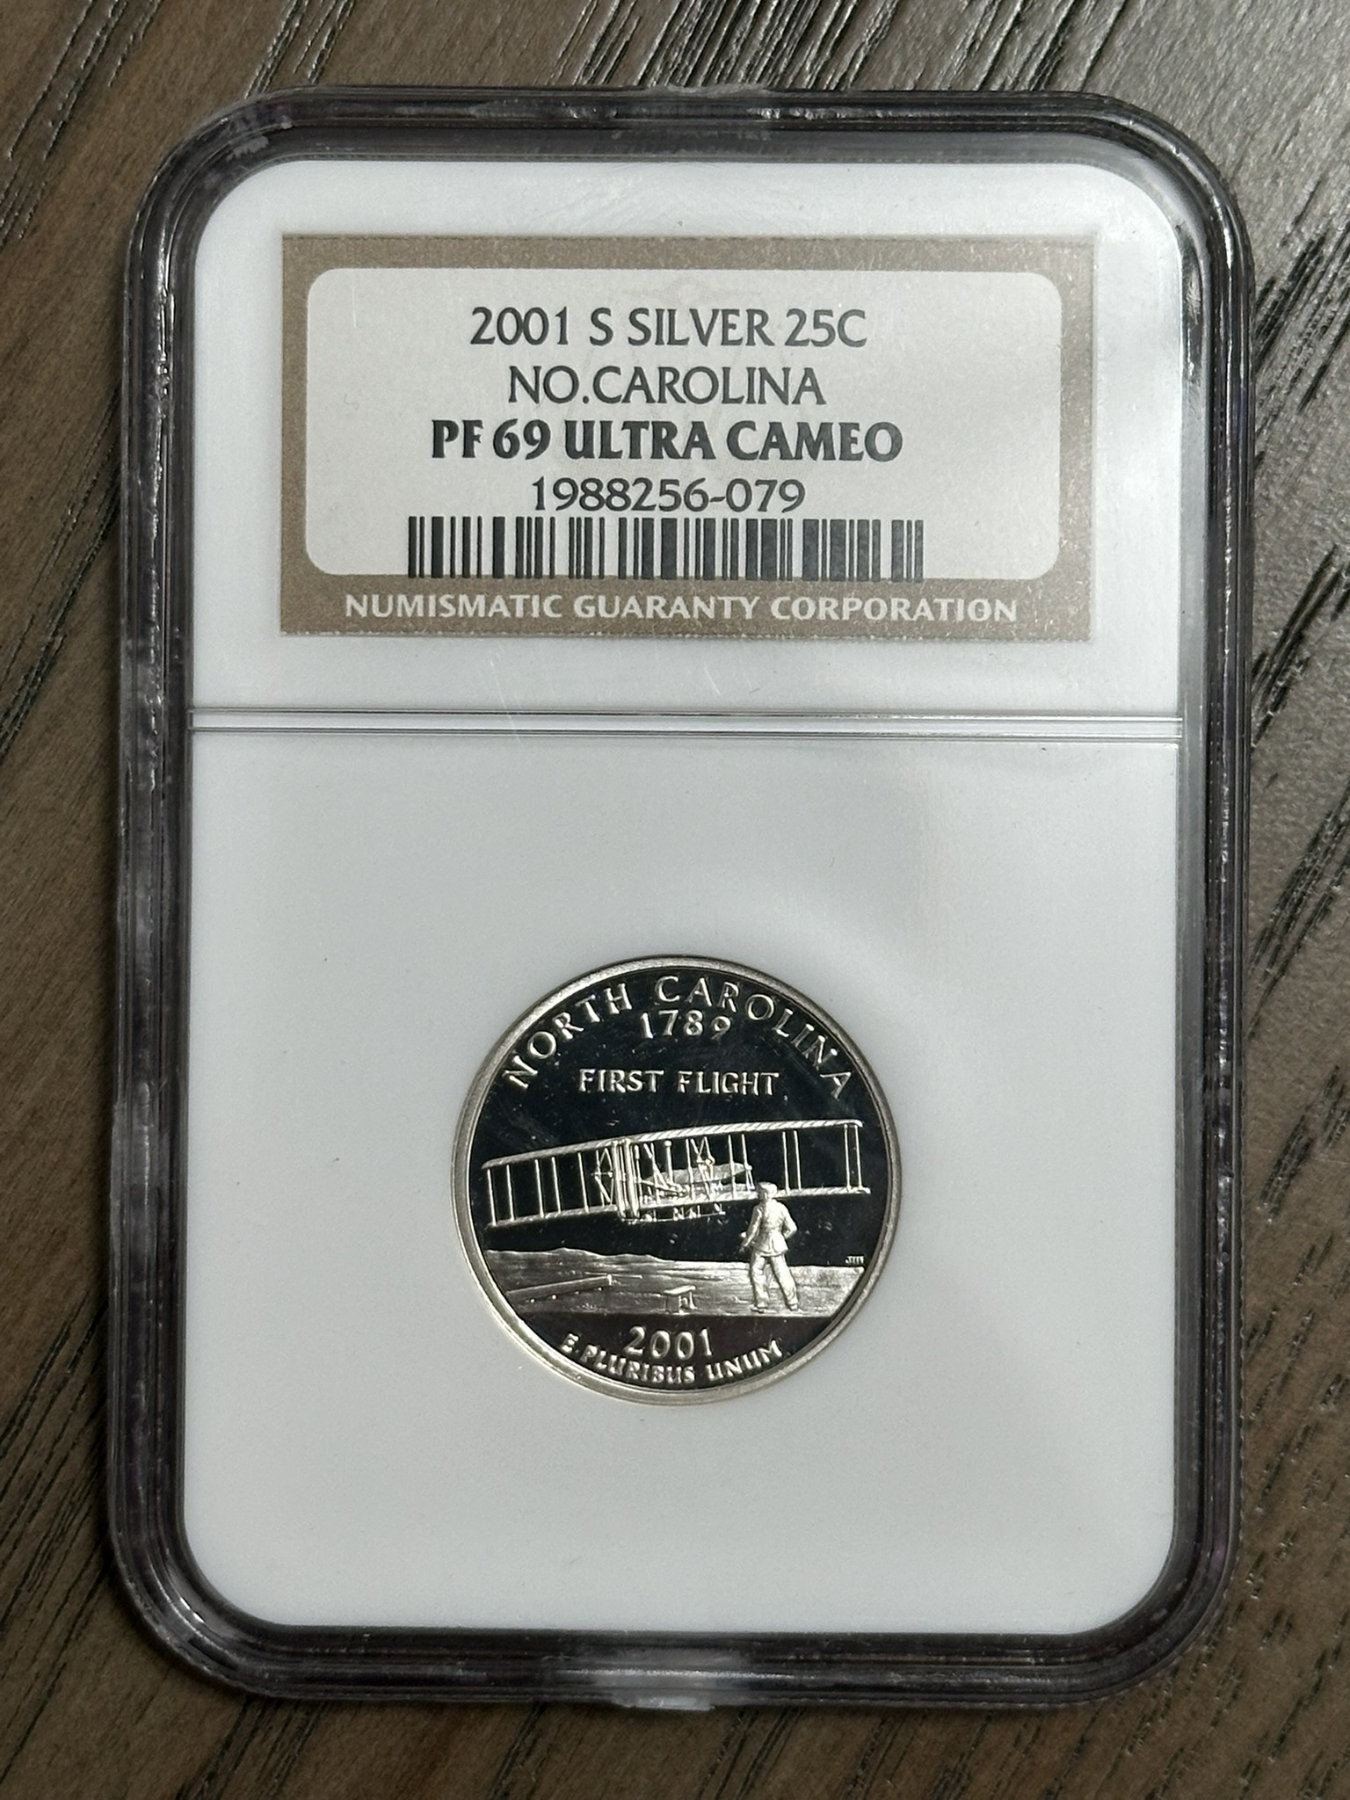 2001 S SILVER 25C
NO.CAROLINA
PF 69 ULTRA CAMEO
1988256-079
NUMISMATIC GUARANTY CORPORATION
NORTH CAROLINA
1789
FIRST FLIGHT
2001
E PLURIBUS UNUM